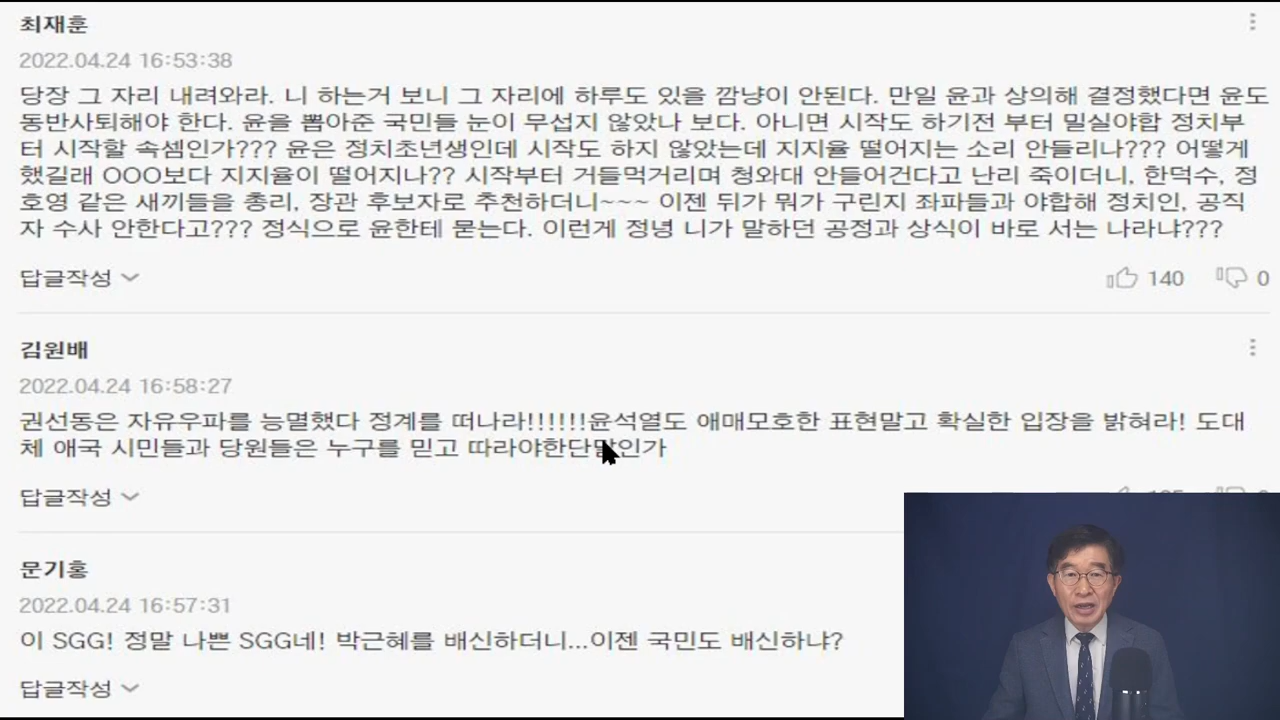 최재훈
2022.04.24 16:53:38
당장 그 자리 내려와라. 니 하는거 보니 그 자리에 하루도 있을 깜냥이 안된다. 만일 윤과 상의해 결정했다면 윤도
동반사퇴해야 한다. 윤을 뽑아준 국민들 눈이 무섭지 않았나 보다. 아니면 시작도 하기전 부터 밀실야합 정치부
터 시작할 속셈인가??? 윤은 정치초년생인데 시작도 하지 않았는데 지지율 떨어지는 소리 안들리나??? 어떻게
했길래 OOO보다 지지율이 떨어지나?? 시작부터 거들먹거리며 청와대 안들어건다고 난리 죽이더니, 한덕수, 정
호영 같은 새끼들을 총리, 장관 후보자로 추천하더니~~~ 이젠 뒤가 뭐가 구린지 좌파들과 야합해 정치인, 공직
자 수사 안한다고??? 정식으로 윤한테 묻는다. 이런게 정녕 니가 말하던 공정과 상식이 바로 서는 나라냐???
답글작성
140
0
김원배
2022.04.24 16:58:27
권선동은 자유우파를 능멸했다 정계를 떠나라!!!!!!윤석열도 애매모호한 표현말고 확실한 입장을 밝혀라! 도대
체 애국 시민들과 당원들은 누구를 믿고 따라야한단말인가
답글작성
문기홍
2022.04.24 16:57:31
이 SGG! 정말 나쁜 SGG네! 박근혜를 배신하더니...이젠 국민도 배신하냐?
답글작성